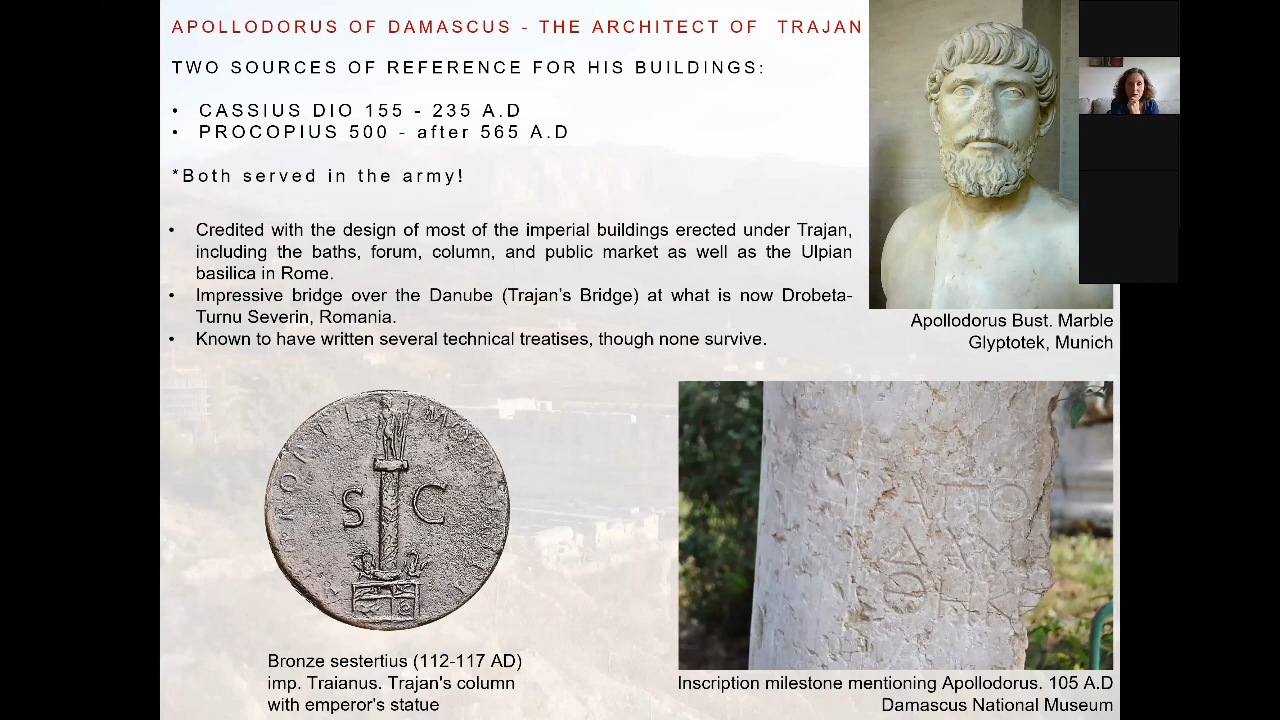 APOLLODORUS OF DAMASCUS - THE ARCHITECT OF TRAJAN
TWO SOURCES OF REFERENCE FOR HIS BUILDINGS:
• CASSIUS DIO 155 - 235 A.D
• PROCOPIUS 500 - after 565 A.D
*Both served in the army!
• Credited with the design of most of the imperial buildings erected under Trajan,
including the baths, forum, column, and public market as well as the Ulpian
basilica in Rome.
• Impressive bridge over the Danube (Trajan's Bridge) at what is now Drobeta-
Turnu Severin, Romania.
• Known to have written several technical treatises, though none survive.
Apollodorus Bust. Marble
Glyptotek, Munich
S C
Bronze sestertius (112-117 AD)
imp. Traianus. Trajan's column
with emperor's statue
ΑΠΟ
Inscription milestone mentioning Apollodorus. 105 A.D
Damascus National Museum